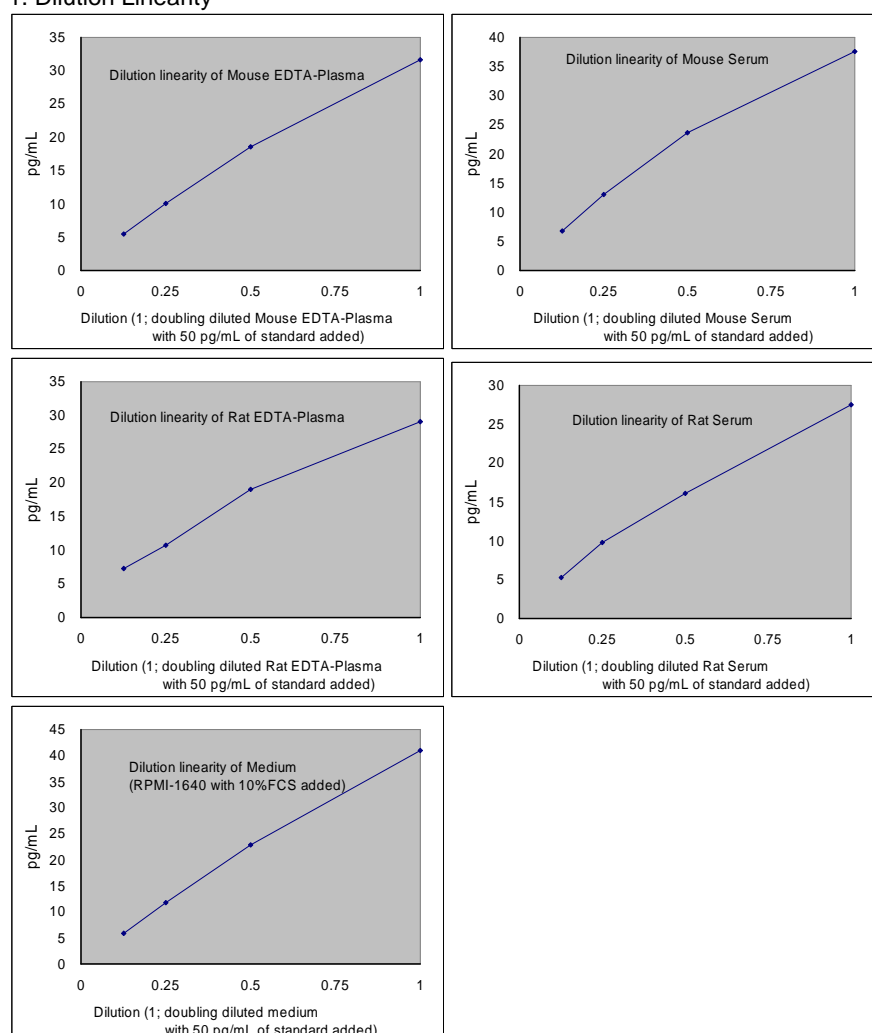 1. Dilution Linearity
35
30
25
20
15
10
5
0
pg/mL
Dilution linearity of Mouse EDTA-Plasma
0 0.25 0.5 0.75 1
Dilution (1; doubling diluted Mouse EDTA-Plasma
with 50 pg/mL of standard added)
40
35
30
25
20
15
10
5
0
pg/mL
Dilution linearity of Mouse Serum
0 0.25 0.5 0.75 1
Dilution (1; doubling diluted Mouse Serum
with 50 pg/mL of standard added)
35
30
25
20
15
10
5
0
pg/mL
Dilution linearity of Rat EDTA-Plasma
0 0.25 0.5 0.75 1
Dilution (1; doubling diluted Rat EDTA-Plasma
with 50 pg/mL of standard added)
30
25
20
15
10
5
0
pg/mL
Dilution linearity of Rat Serum
0 0.25 0.5 0.75 1
Dilution (1; doubling diluted Rat Serum
with 50 pg/mL of standard added)
45
40
35
30
25
20
15
10
5
0
pg/mL
Dilution linearity of Medium
(RPMI-1640 with 10%FCS added)
0 0.25 0.5 0.75 1
Dilution (1; doubling diluted medium
with 50 pg/mL of standard added)